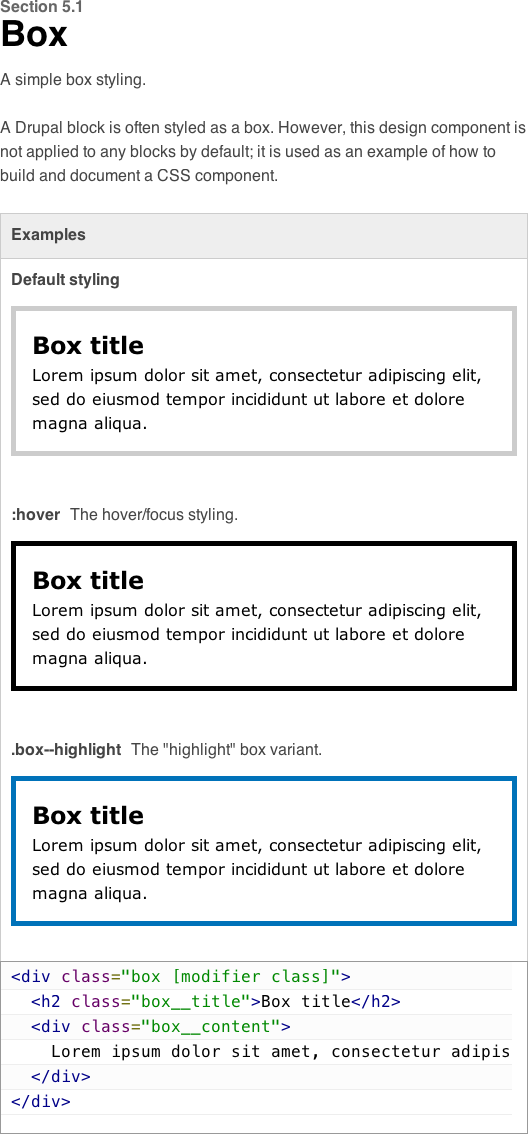 Section 5.1
Box
A simple box styling.
A Drupal block is often styled as a box. However, this design component is
not applied to any blocks by default; it is used as an example of how to
build and document a CSS component.
Examples
Default styling
Box title
Lorem ipsum dolor sit amet, consectetur adipiscing elit,
sed do eiusmod tempor incididunt ut labore et dolore
magna aliqua.
:hover The hover/focus styling.
Box title
Lorem ipsum dolor sit amet, consectetur adipiscing elit,
sed do eiusmod tempor incididunt ut labore et dolore
magna aliqua.
.box--highlight The "highlight" box variant.
Box title
Lorem ipsum dolor sit amet, consectetur adipiscing elit,
sed do eiusmod tempor incididunt ut labore et dolore
magna aliqua.
<div class="box [modifier class]">
  <h2 class="box__title">Box title</h2>
  <div class="box__content">
    Lorem ipsum dolor sit amet, consectetur adipis
  </div>
</div>